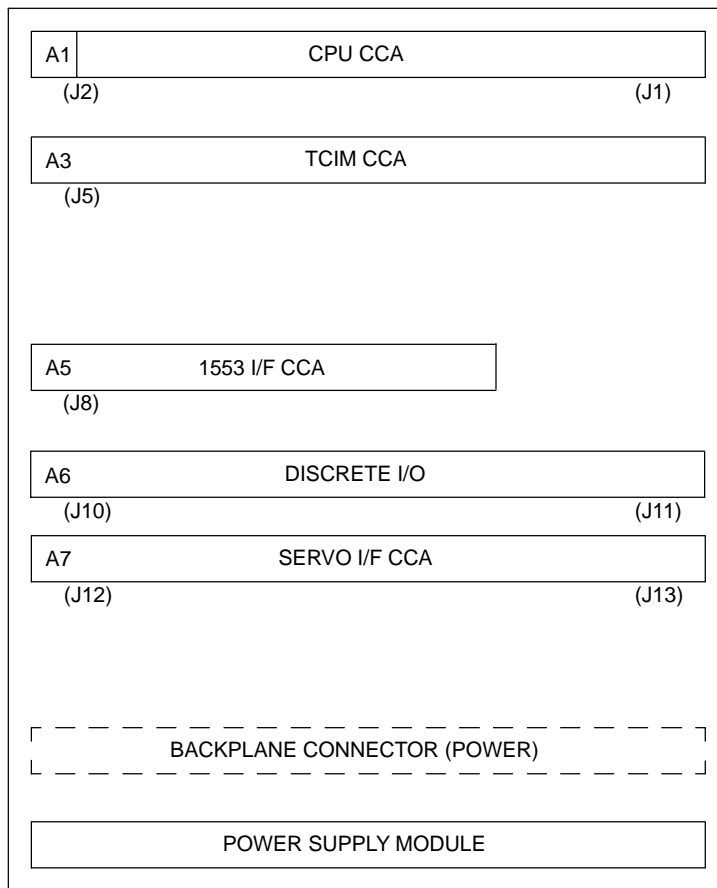 A1 CPU CCA
(J2) (J1)
A3 TCIM CCA
(J5)
A5 1553 I/F CCA
(J8)
A6 DISCRETE I/O
(J10) (J11)
A7 SERVO I/F CCA
(J12) (J13)
BACKPLANE CONNECTOR (POWER)
POWER SUPPLY MODULE